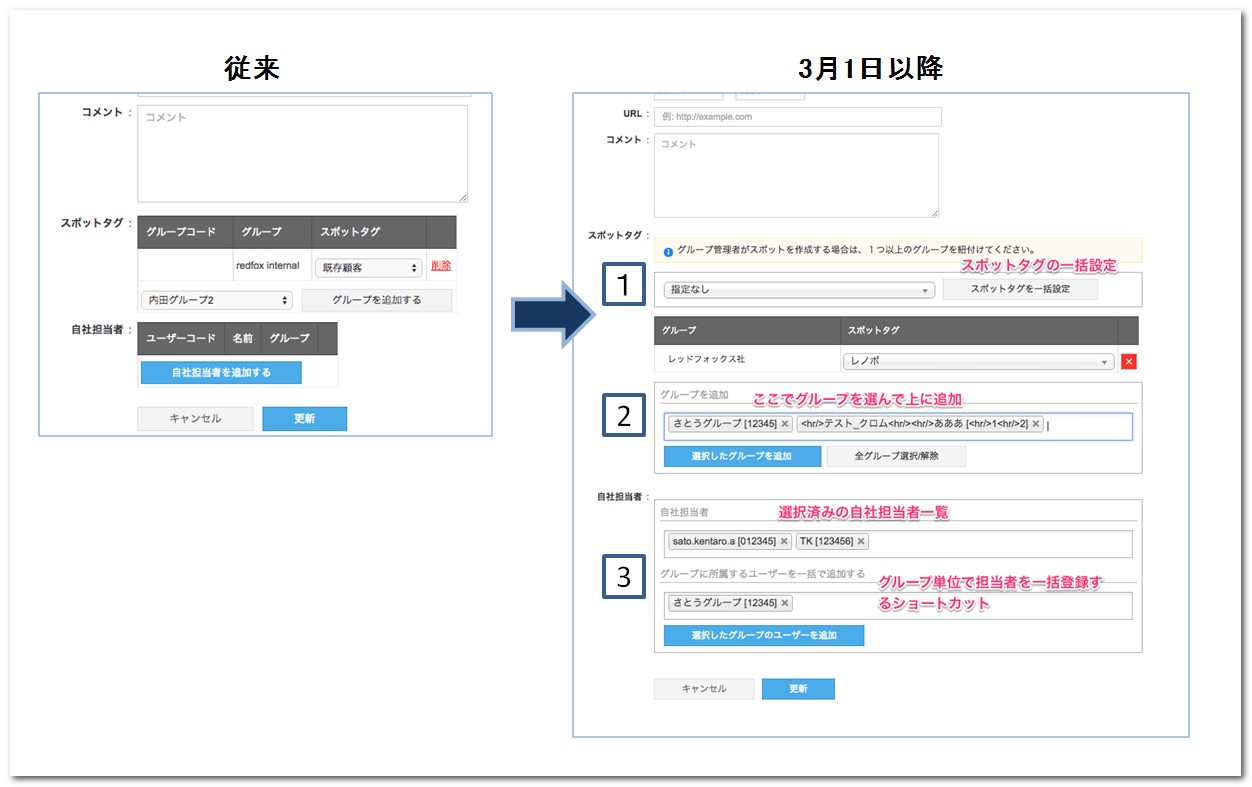 従来
コメント :
コメント
スポットタグ :
グループコード グループ スポットタグ
redfox internal 既存顧客 削除
内田グループ2 グループを追加する
自社担当者 :
ユーザーコード 名前 グループ
自社担当者を追加する
キャンセル 更新
3月1日以降
URL :
例: http://example.com
コメント :
コメント
スポットタグ :
グループ管理者がスポットを作成する場合は、1つ以上のグループを紐付けてください。
スポットタグの一括設定
1
指定なし スポットタグを一括設定
グループ スポットタグ
レッドフォックス社 レノボ
2
グループを追加 ここでグループを選んで上に追加
さとうグループ [12345] × <hr/>テスト_クロム<hr/><hr/>あああ [<hr/>1<hr/>2] ×
選択したグループを追加 全グループ選択/解除
自社担当者 :
自社担当者 選択済みの自社担当者一覧
sato.kentaro.a [012345] × TK [123456] ×
3
グループに所属するユーザーを一括で追加する
グループ単位で担当者を一括登録す
るショートカット
さとうグループ [12345] ×
選択したグループのユーザーを追加
キャンセル 更新